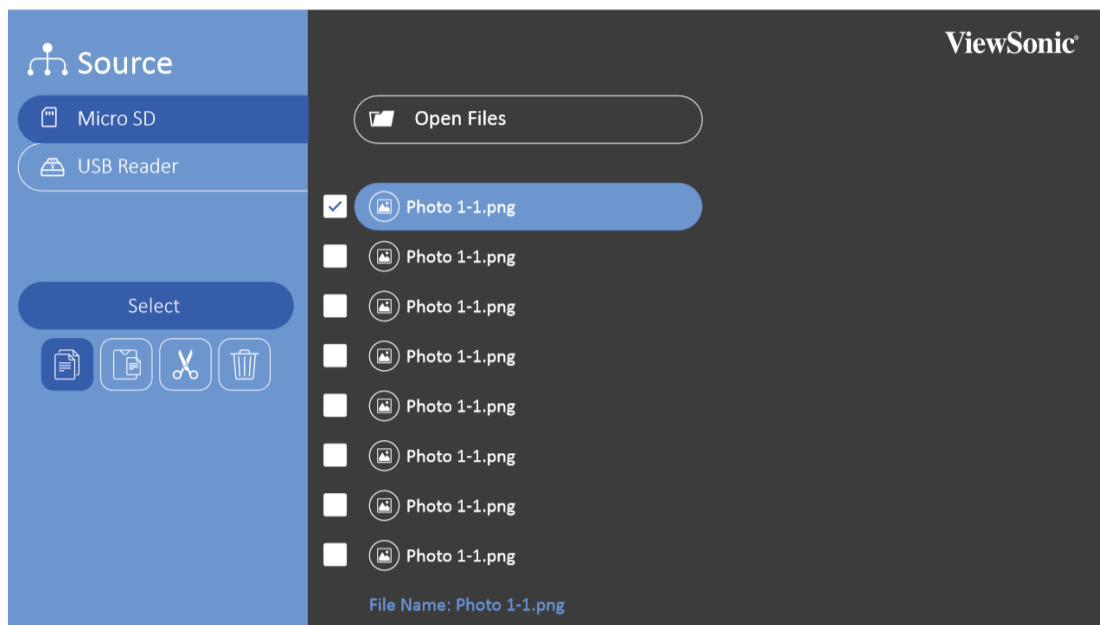 Source
Micro SD
USB Reader
Select
ViewSonic®
Open Files
Photo 1-1.png
Photo 1-1.png
Photo 1-1.png
Photo 1-1.png
Photo 1-1.png
Photo 1-1.png
Photo 1-1.png
Photo 1-1.png
File Name: Photo 1-1.png